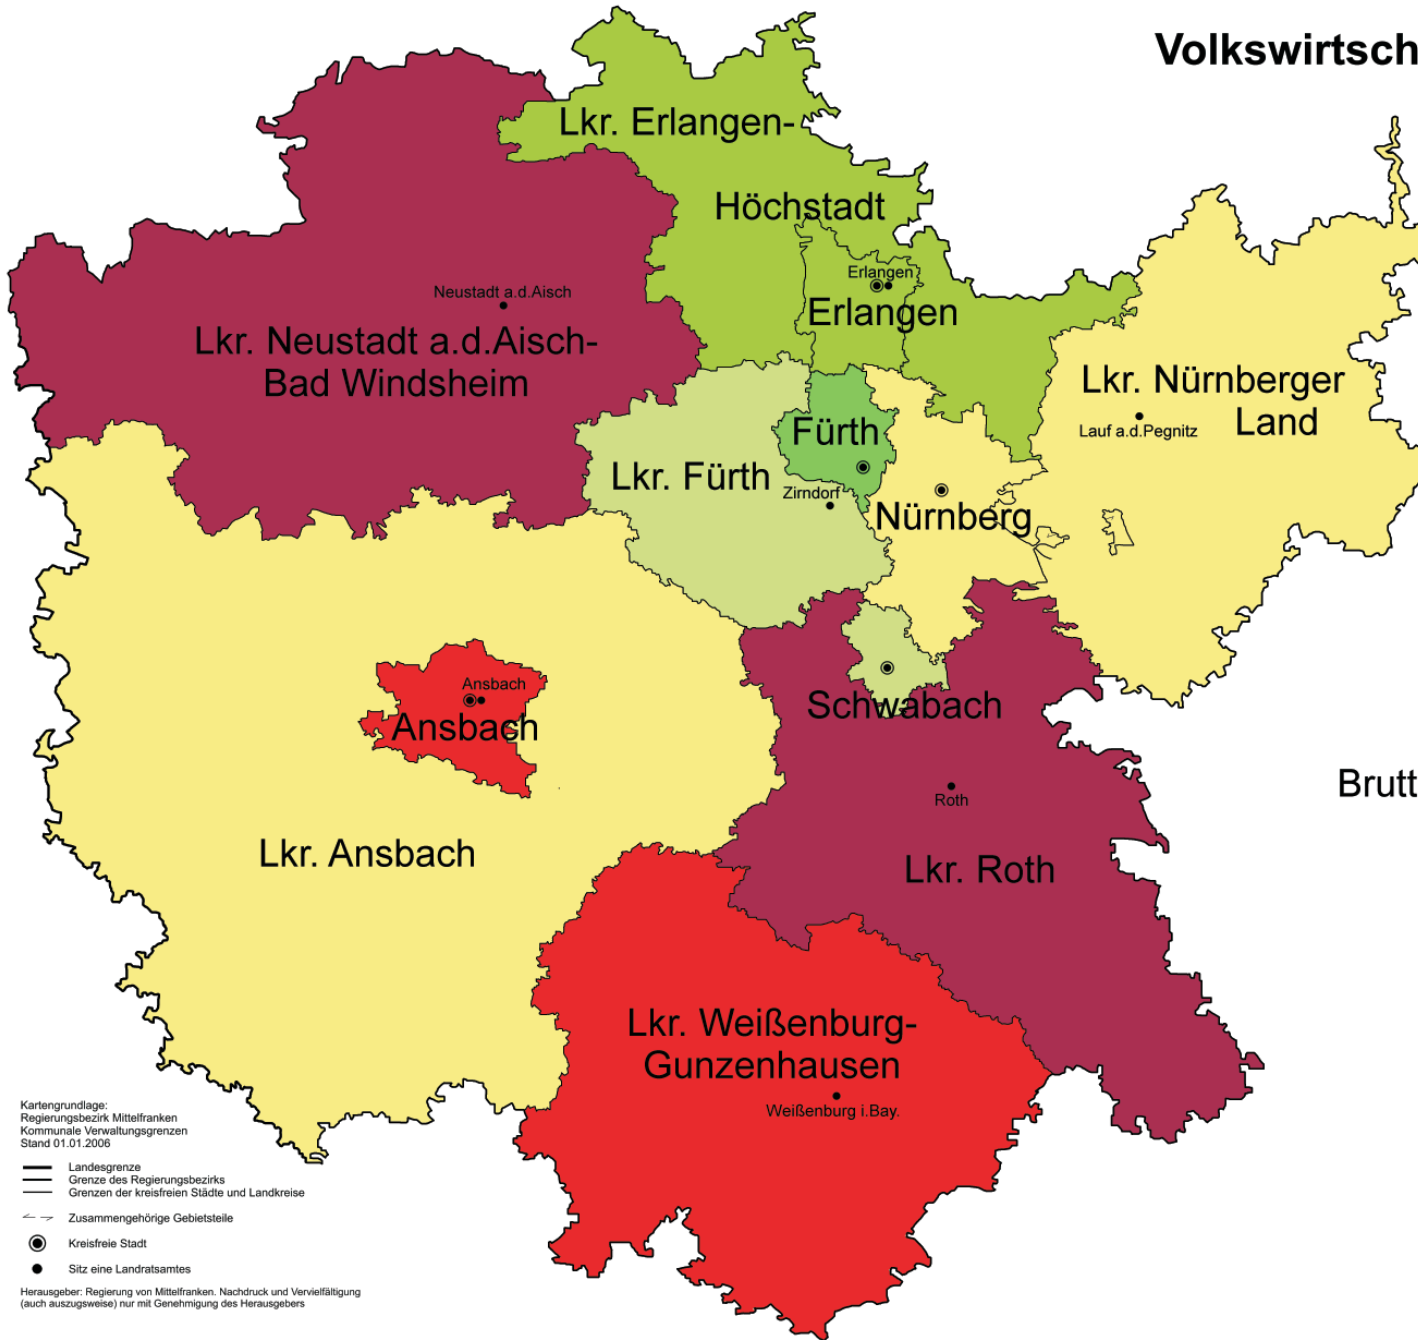 Volkswirtsch
Lkr. Erlangen-
Höchstadt
Erlangen
Erlangen
Neustadt a.d.Aisch
Lkr. Neustadt a.d.Aisch-
Bad Windsheim
Lkr. Nürnberger
Land
Lauf a.d.Pegnitz
Fürth
Lkr. Fürth
Zirndorf
Nürnberg
Ansbach
Ansbach
Schwabach
Brutt
Roth
Lkr. Ansbach
Lkr. Roth
Lkr. Weißenburg-
Gunzenhausen
Weißenburg i.Bay.
Kartengrundlage:
Regierungsbezirk Mittelfranken
Kommunale Verwaltungsgrenzen
Stand 01.01.2006
Landesgrenze
Grenze des Regierungsbezirks
Grenzen der kreisfreien Städte und Landkreise
Zusammengehörige Gebietsteile
Kreisfreie Stadt
Sitz eine Landratsamtes
Herausgeber: Regierung von Mittelfranken. Nachdruck und Vervielfältigung
(auch auszugsweise) nur mit Genehmigung des Herausgebers